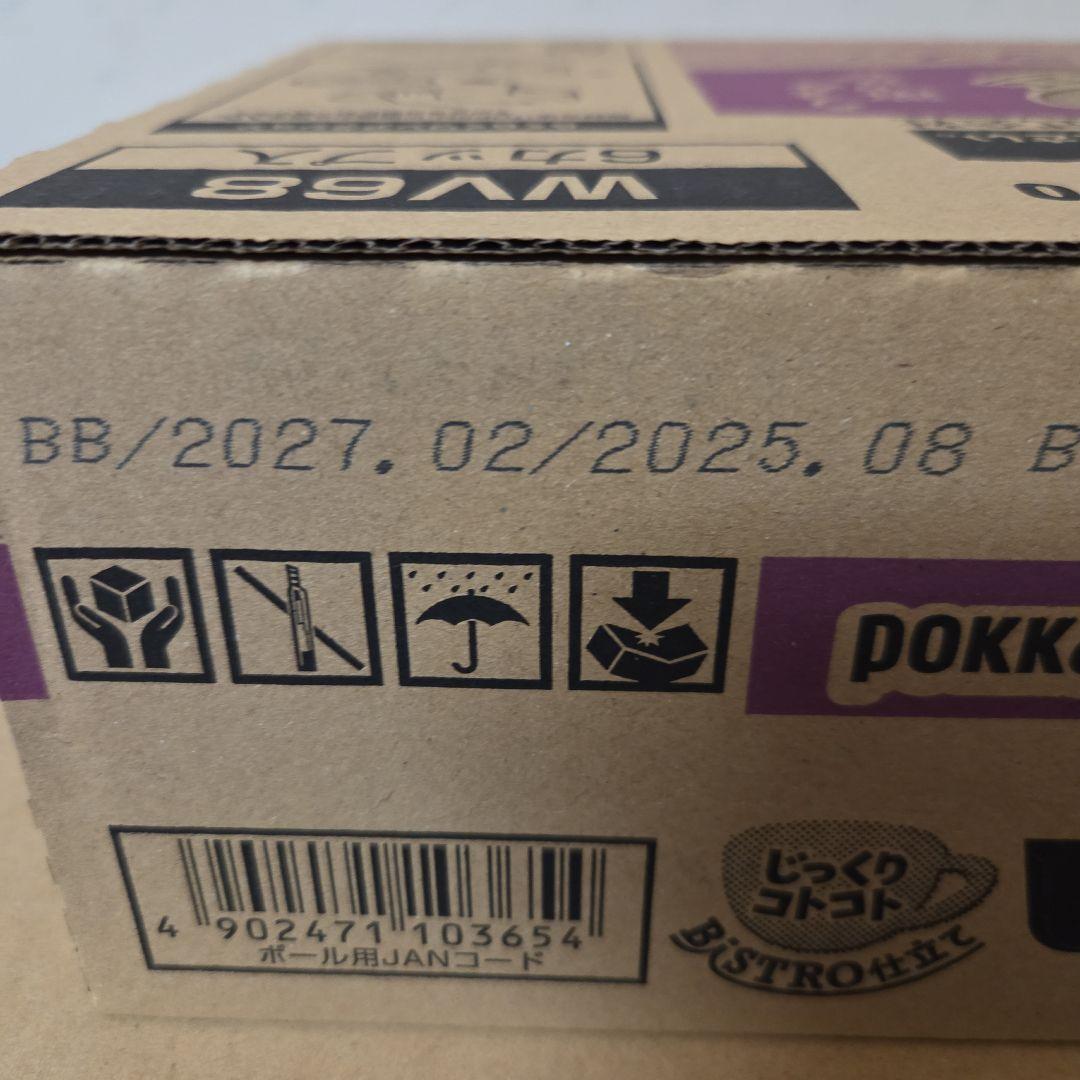 WV68
6カップ入
BB/2027.02/2025.08 B
pokka
じっくり
コトコト
BiSTRO仕立て
4 902471 103654
ボール用JANコード